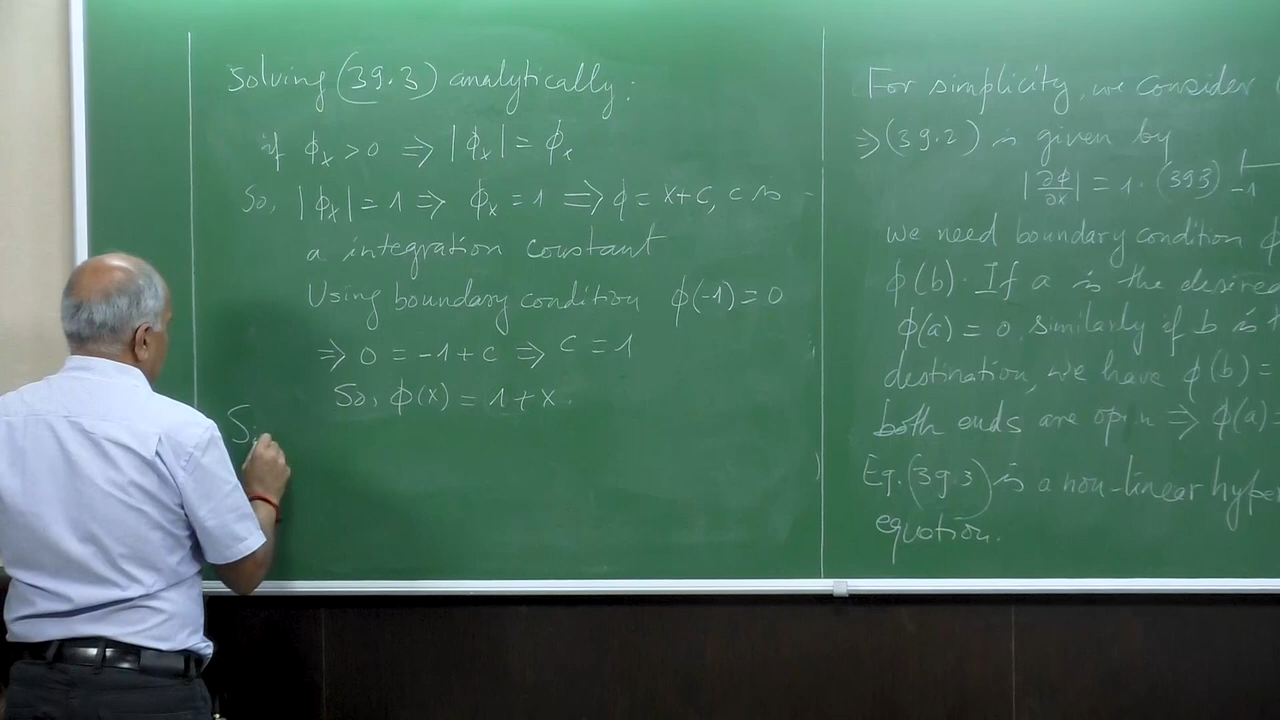 Solving (39.3) analytically:
if ϕₓ > 0 ⇒ |ϕₓ| = ϕₓ
So, |ϕₓ| = 1 ⇒ ϕₓ = 1 ⇒ ϕ = x+c, c is
a integration constant
Using boundary condition ϕ(-1) = 0
⇒ 0 = -1 + c ⇒ c = 1
So, ϕ(x) = 1 + x.
Si
For simplicity, we consider (
⇒ (39.2) is given by
|∂ϕ/∂x| = 1. (393) -1
we need boundary condition ϕ
ϕ(b). If a is the desired
ϕ(a) = 0. similarly if b is
destination, we have ϕ(b) =
both ends are open ⇒ ϕ(a) =
Eq. (39.3) is a non-linear hyper
equation.